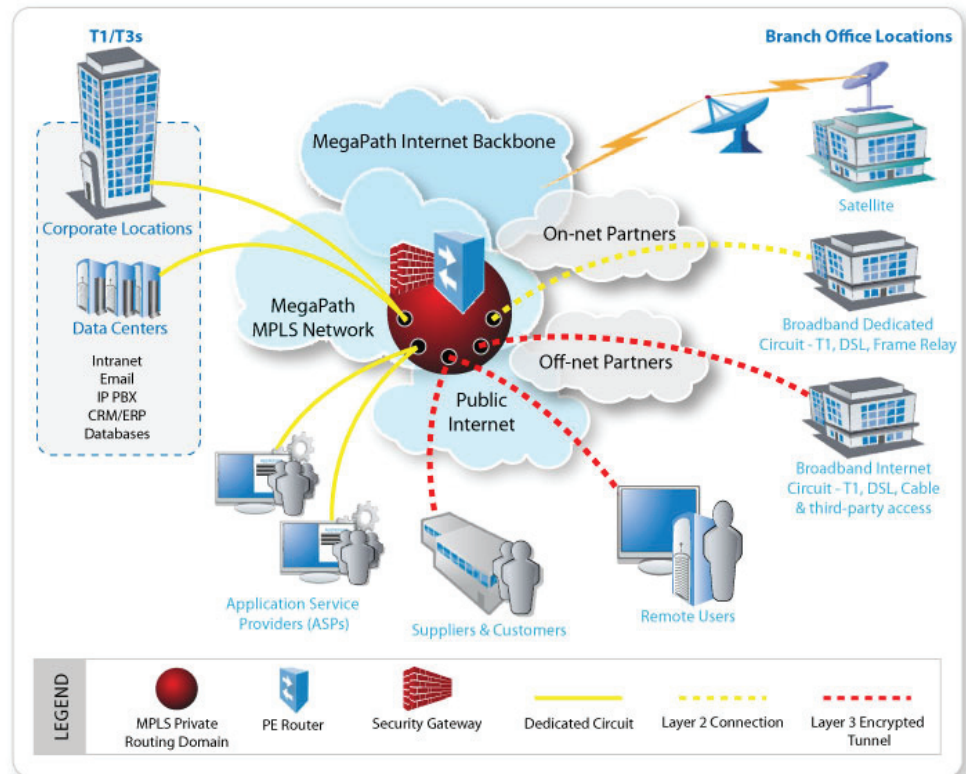 T1/T3s
Branch Office Locations
MegaPath Internet Backbone
Corporate Locations
Satellite
On-net Partners
Data Centers
MegaPath
MPLS Network
Broadband Dedicated
Circuit - T1, DSL, Frame Relay
Intranet
Email
IP PBX
CRM/ERP
Databases
Off-net Partners
Public
Internet
Broadband Internet
Circuit - T1, DSL, Cable
& third-party access
Application Service
Providers (ASPs)
Suppliers & Customers
Remote Users
LEGEND
MPLS Private
Routing Domain
PE Router
Security Gateway
Dedicated Circuit
Layer 2 Connection
Layer 3 Encrypted
Tunnel